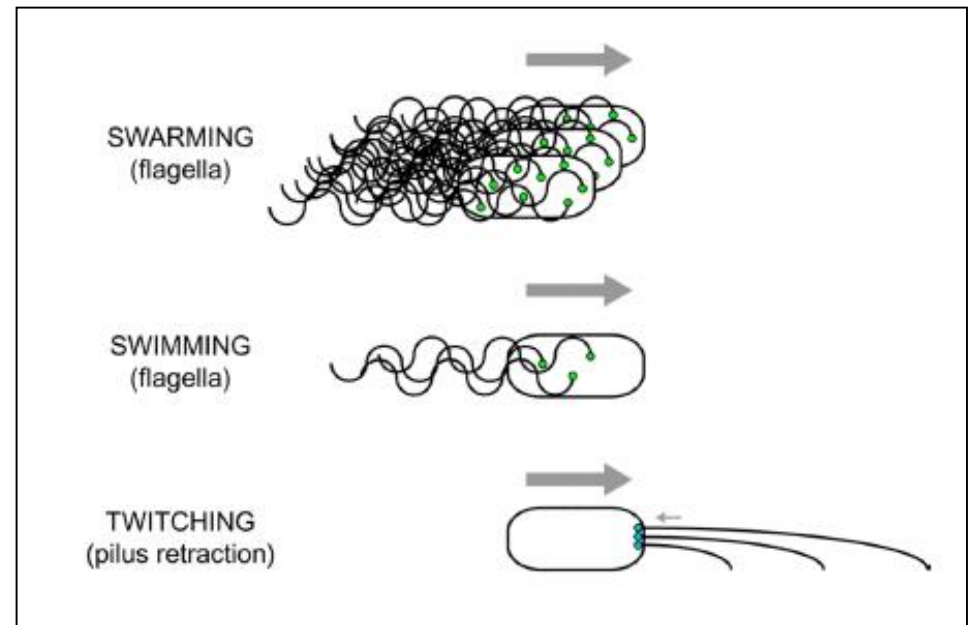 SWARMING
(flagella)
SWIMMING
(flagella)
TWITCHING
(pilus retraction)